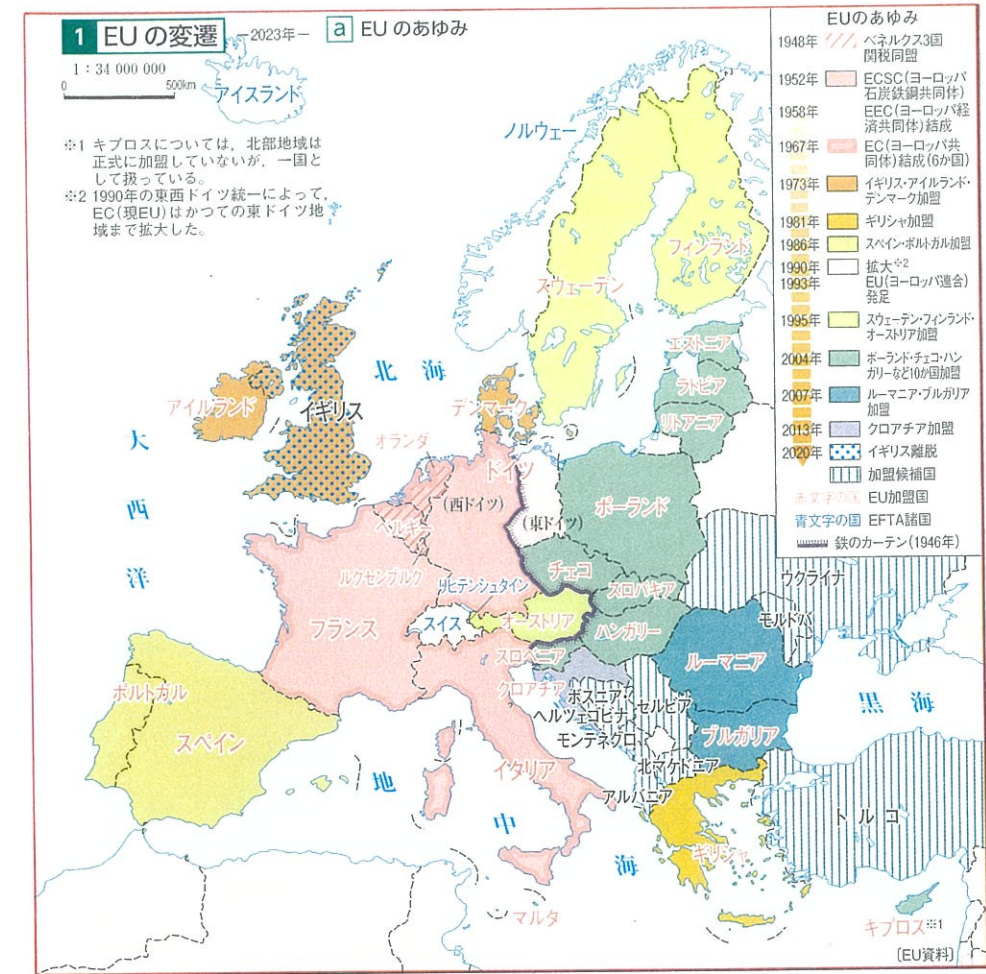 1 EUの変遷 －2023年－ a EUのあゆみ
1：34 000 000
0 500km
※1 キプロスについては，北部地域は
正式に加盟していないが，一国と
して扱っている。
※2 1990年の東西ドイツ統一によって，
EC(現EU)はかつての東ドイツ地
域まで拡大した。
EUのあゆみ
1948年 ベネルクス3国
関税同盟
1952年 ECSC(ヨーロッパ
石炭鉄鋼共同体)
1958年 EEC(ヨーロッパ経
済共同体)結成
1967年 EC(ヨーロッパ共
同体)結成(6か国)
1973年 イギリス・アイルランド・
デンマーク加盟
1981年 ギリシャ加盟
1986年 スペイン・ポルトガル加盟
1990年 拡大※2
1993年 EU(ヨーロッパ連合)
発足
1995年 スウェーデン・フィンランド・
オーストリア加盟
2004年 ポーランド・チェコ・ハン
ガリーなど10か国加盟
2007年 ルーマニア・ブルガリア
加盟
2013年 クロアチア加盟
2020年 イギリス離脱
加盟候補国
赤文字の国 EU加盟国
青文字の国 EFTA諸国
鉄のカーテン(1946年)
アイスランド
ノルウェー
フィンランド
スウェーデン
エストニア
ラトビア
リトアニア
北海
デンマーク
アイルランド
イギリス
オランダ
ドイツ
(西ドイツ)
(東ドイツ)
ポーランド
大西洋
ベルギー
チェコ
ルクセンブルク
リヒテンシュタイン
スロバキア
ウクライナ
フランス
スイス
オーストリア
ハンガリー
モルドバ
スロベニア
ルーマニア
クロアチア
ボスニア・
ヘルツェゴビナ
セルビア
黒海
ポルトガル
スペイン
モンテネグロ
ブルガリア
イタリア
北マケドニア
アルバニア
地中海
トルコ
ギリシャ
マルタ
キプロス※1
〔EU資料〕